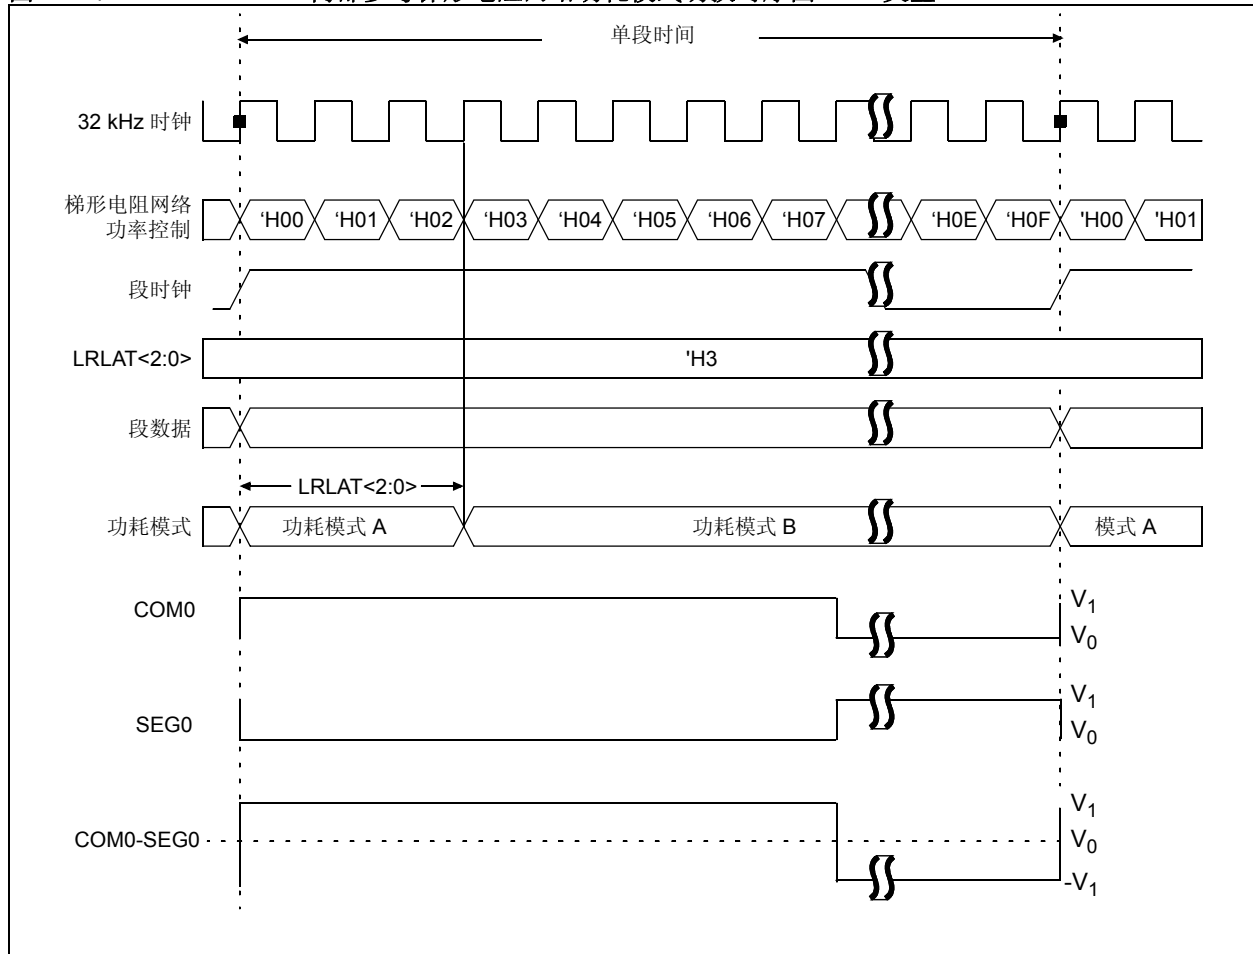 单段时间
32 kHz 时钟
梯形电阻网络
功率控制
‘H00 ‘H01 ‘H02 ‘H03 ‘H04 ‘H05 ‘H06 ‘H07 ‘H0E ‘H0F 'H00 'H01
段时钟
LRLAT<2:0> 'H3
段数据
LRLAT<2:0>
功耗模式 功耗模式 A 功耗模式 B 模式 A
COM0 V1
V0
SEG0 V1
V0
V1
COM0-SEG0 V0
-V1